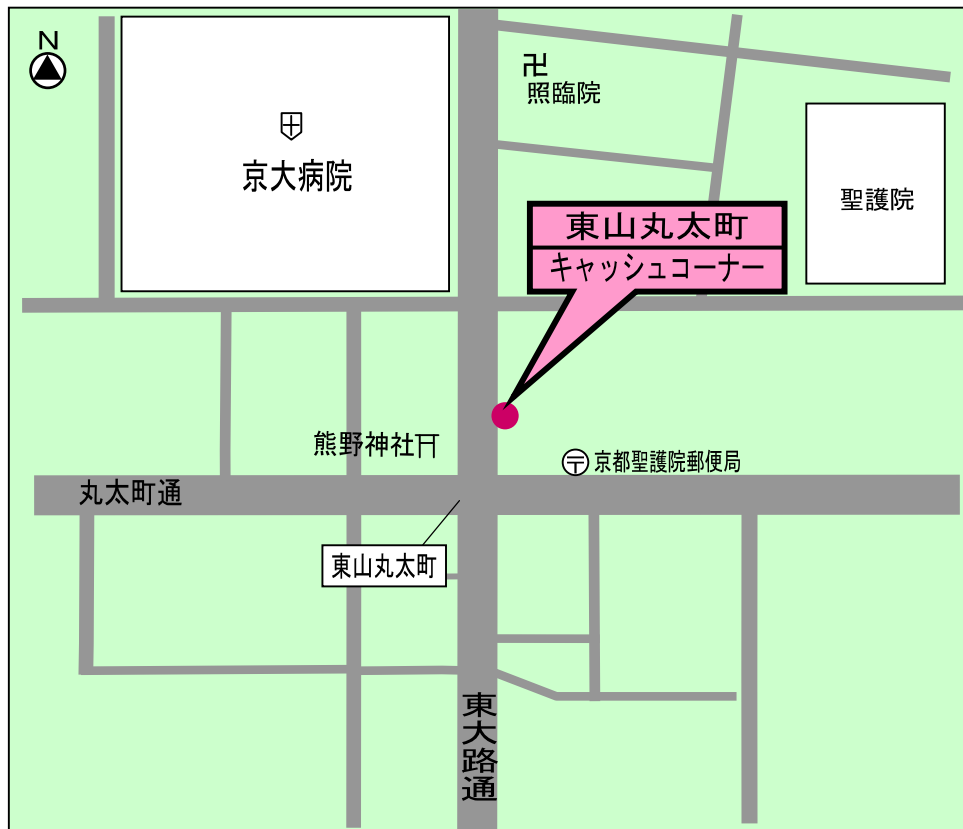 N
卍
照臨院
京大病院
聖護院
東山丸太町
キャッシュコーナー
熊野神社
〒京都聖護院郵便局
丸太町通
東山丸太町
東大路通